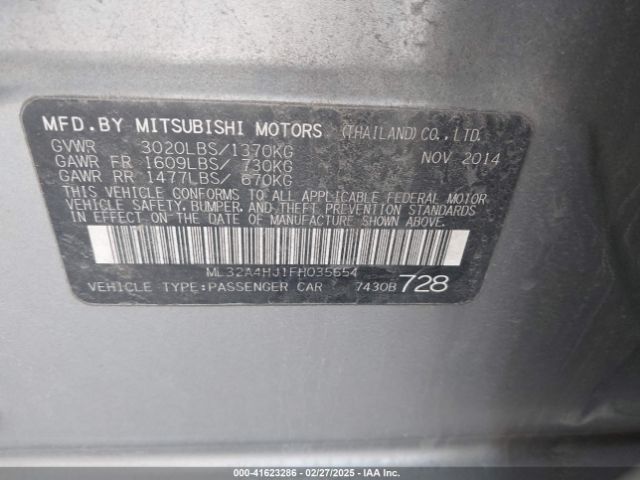 MFD.BY MITSUBISHI MOTORS (THAILAND) CO.,LTD.
GVWR 3020LBS/1370KG NOV 2014
GAWR FR 1609LBS/ 730KG
GAWR RR 1477LBS/ 670KG
THIS VEHICLE CONFORMS TO ALL APPLICABLE FEDERAL MOTOR
VEHICLE SAFETY, BUMPER, AND THEFT PREVENTION STANDARDS
IN EFFECT ON THE DATE OF MANUFACTURE SHOWN ABOVE.
ML32A4HJ1FH035654
VEHICLE TYPE:PASSENGER CAR 7430B 728
000-41623286 - 02/27/2025 - IAA Inc.